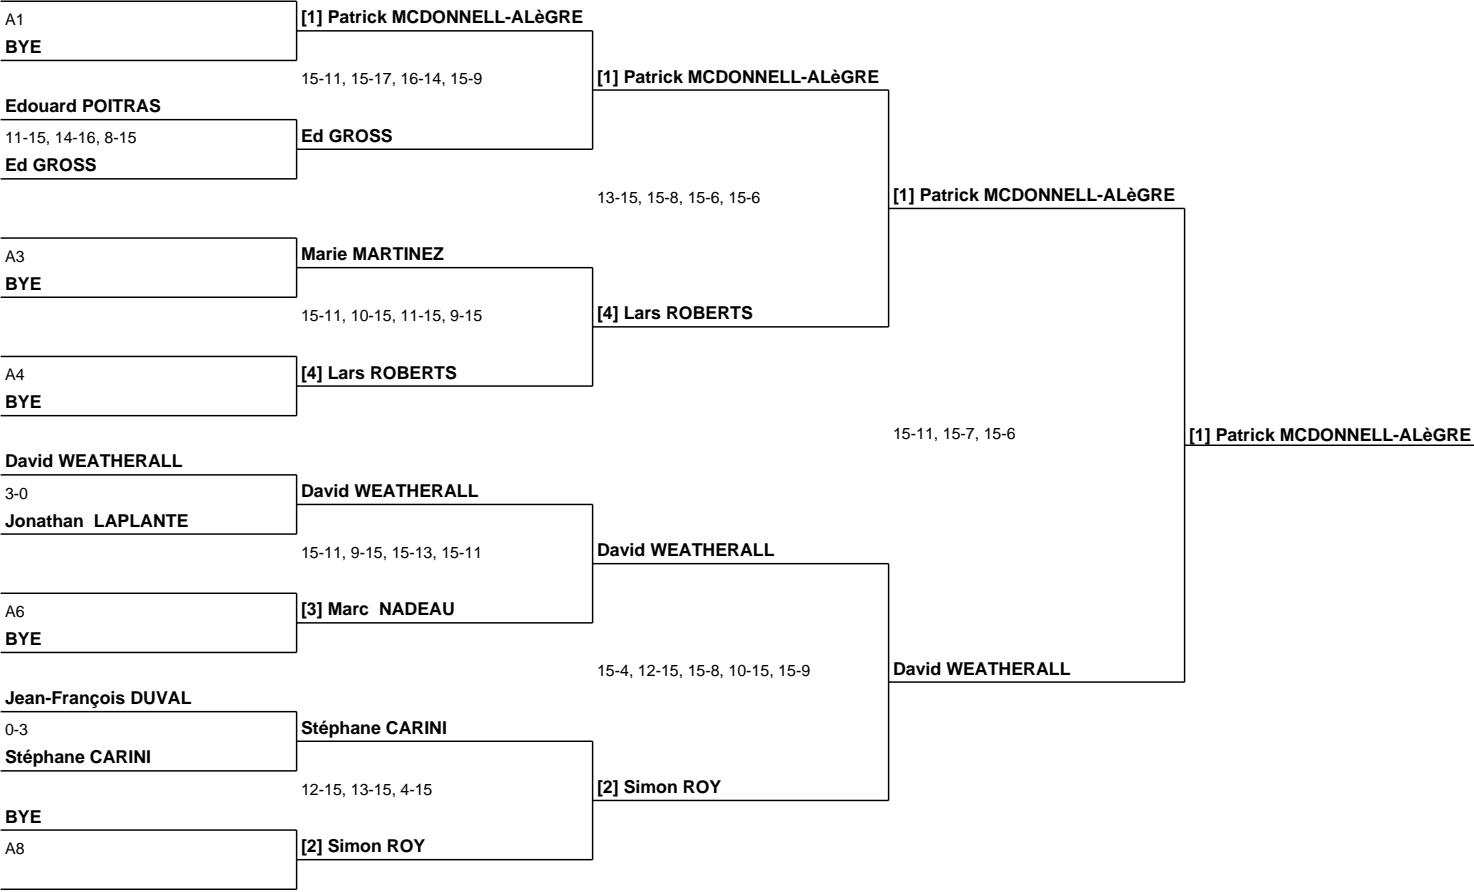 A1
BYE
[1] Patrick MCDONNELL-ALèGRE
15-11, 15-17, 16-14, 15-9
[1] Patrick MCDONNELL-ALèGRE
Edouard POITRAS
11-15, 14-16, 8-15
Ed GROSS
Ed GROSS
13-15, 15-8, 15-6, 15-6
[1] Patrick MCDONNELL-ALèGRE
A3
BYE
Marie MARTINEZ
15-11, 10-15, 11-15, 9-15
[4] Lars ROBERTS
A4
BYE
[4] Lars ROBERTS
15-11, 15-7, 15-6
[1] Patrick MCDONNELL-ALèGRE
David WEATHERALL
3-0
Jonathan  LAPLANTE
David WEATHERALL
15-11, 9-15, 15-13, 15-11
David WEATHERALL
A6
BYE
[3] Marc  NADEAU
15-4, 12-15, 15-8, 10-15, 15-9
David WEATHERALL
Jean-François DUVAL
0-3
Stéphane CARINI
Stéphane CARINI
12-15, 13-15, 4-15
[2] Simon ROY
BYE
A8
[2] Simon ROY